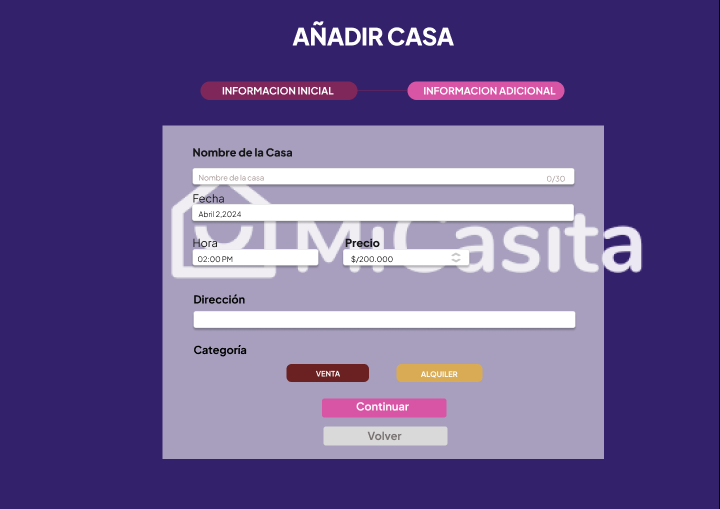 AÑADIR CASA
INFORMACION INICIAL INFORMACION ADICIONAL
Nombre de la Casa
Nombre de la casa 0/30
Fecha
Abril 2,2024
MiCasita
Hora Precio
02:00 PM $/200.000
Dirección
Categoría
VENTA ALQUILER
Continuar
Volver